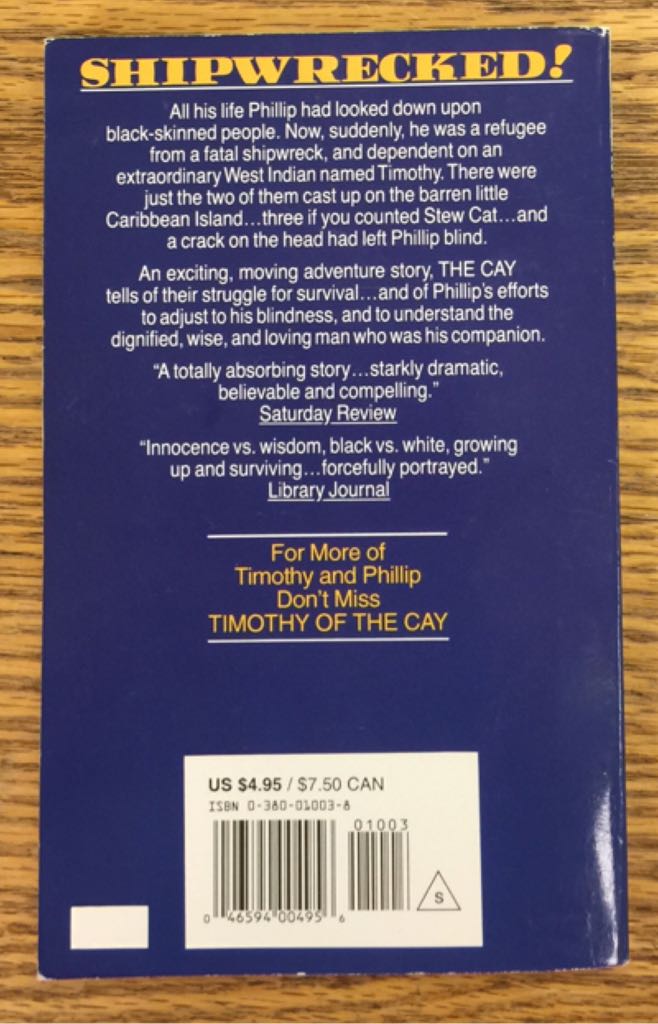 SHIPWRECKED!
All his life Phillip had looked down upon
black-skinned people. Now, suddenly, he was a refugee
from a fatal shipwreck, and dependent on an
extraordinary West Indian named Timothy. There were
just the two of them cast up on the barren little
Caribbean Island...three if you counted Stew Cat...and
a crack on the head had left Phillip blind.
An exciting, moving adventure story, THE CAY
tells of their struggle for survival...and of Phillip's efforts
to adjust to his blindness, and to understand the
dignified, wise, and loving man who was his companion.
"A totally absorbing story...starkly dramatic,
believable and compelling."
Saturday Review
"Innocence vs. wisdom, black vs. white, growing
up and surviving...forcefully portrayed."
Library Journal
For More of
Timothy and Phillip
Don't Miss
TIMOTHY OF THE CAY
US $4.95 / $7.50 CAN
ISBN 0-380-01003-8
01003
S
0 46594 00495 6